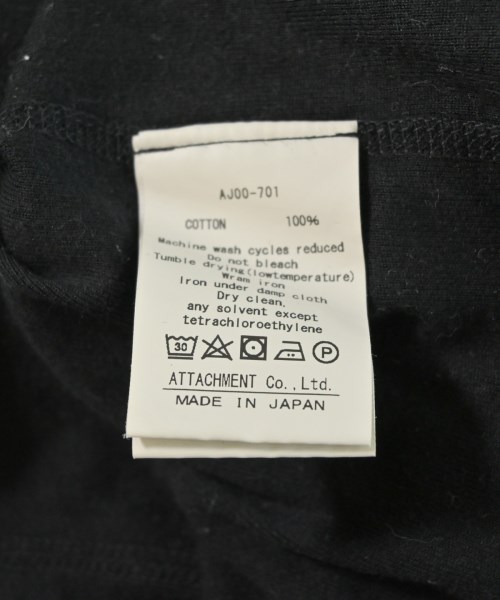 AJ00-701
COTTON 100%
Machine wash cycles reduced
Do not bleach
Tumble drying(lowtemperature)
Wram iron
Iron under damp cloth
Dry clean,
any solvent except
tetrachloroethylene
30 P
ATTACHMENT Co.,Ltd.
MADE IN JAPAN